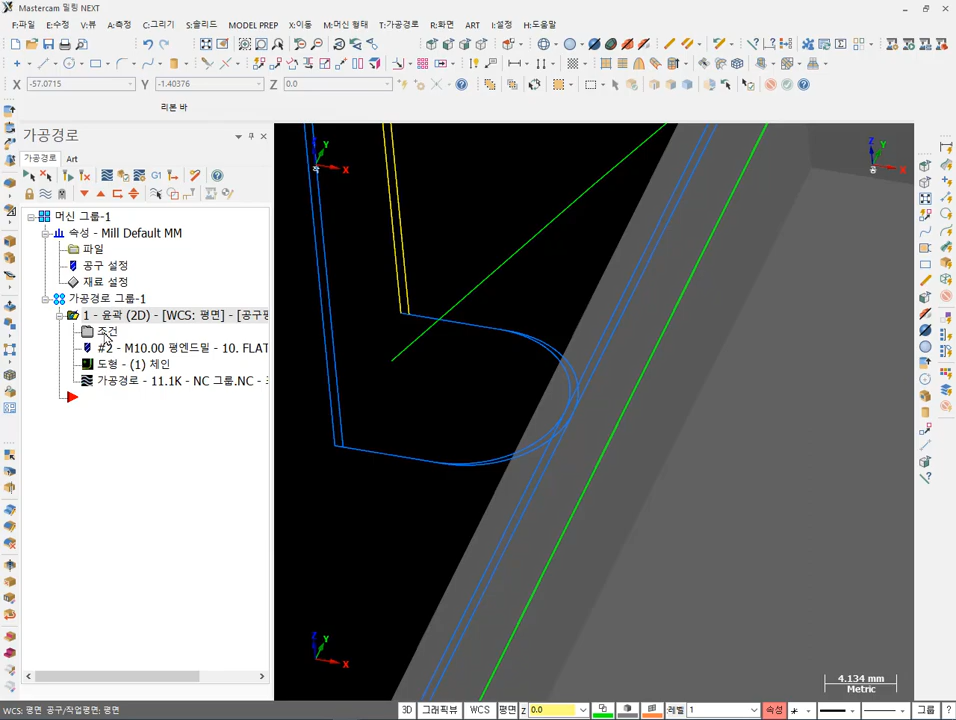 Mastercam 밀링 NEXT
F:파일 E:수정 V:뷰 A:측정 C:그리기 S:솔리드 MODEL PREP X:이동 M:머신 형태 T:가공경로 R:화면 ART I:설정 H:도움말
X -57.0715 Y -1.40376 Z 0.0
리본 바
가공경로
가공경로 Art
G1
머신 그룹-1
속성 - Mill Default MM
파일
공구 설정
재료 설정
가공경로 그룹-1
1 - 윤곽 (2D) - [WCS: 평면] - [공구평
조건
#2 - M10.00 평엔드밀 - 10. FLAT
도형 - (1) 체인
가공경로 - 11.1K - NC 그룹.NC -
Z Y X
Z Y X
Z Y X
4.134 mm
Metric
WCS: 평면 공구/작업평면: 평면
3D 그래픽뷰 WCS 평면 Z 0.0 레벨 1 속성 그룹 ?